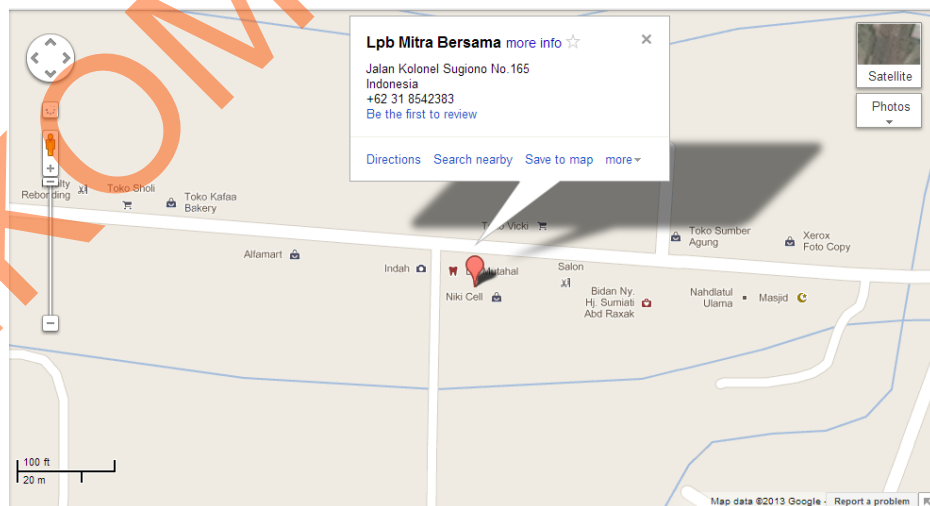 KOM
Lpb Mitra Bersama more info
Jalan Kolonel Sugiono No.165
Indonesia
+62 31 8542383
Be the first to review
Directions Search nearby Save to map more
Satellite
Photos
Rebonding
Toko Sholi
Toko Kafaa
Bakery
Toko Vicki
Toko Sumber
Agung
Xerox
Foto Copy
Alfamart
Indah
Mutahal
Salon
Niki Cell
Bidan Ny.
Hj. Sumiati
Abd Raxak
Nahdlatul
Ulama
Masjid
100 ft
20 m
Map data ©2013 Google - Report a problem